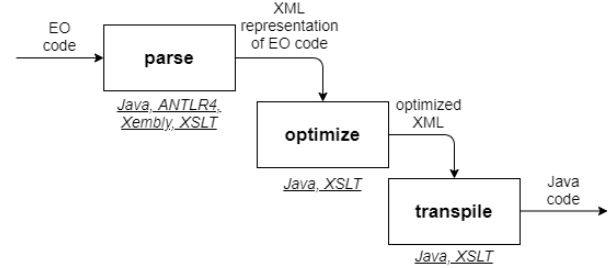 EO
code
parse
XML
representation
of EO code
Java, ANTLR4,
Xembly, XSLT
optimize
optimized
XML
Java, XSLT
transpile
Java
code
Java, XSLT